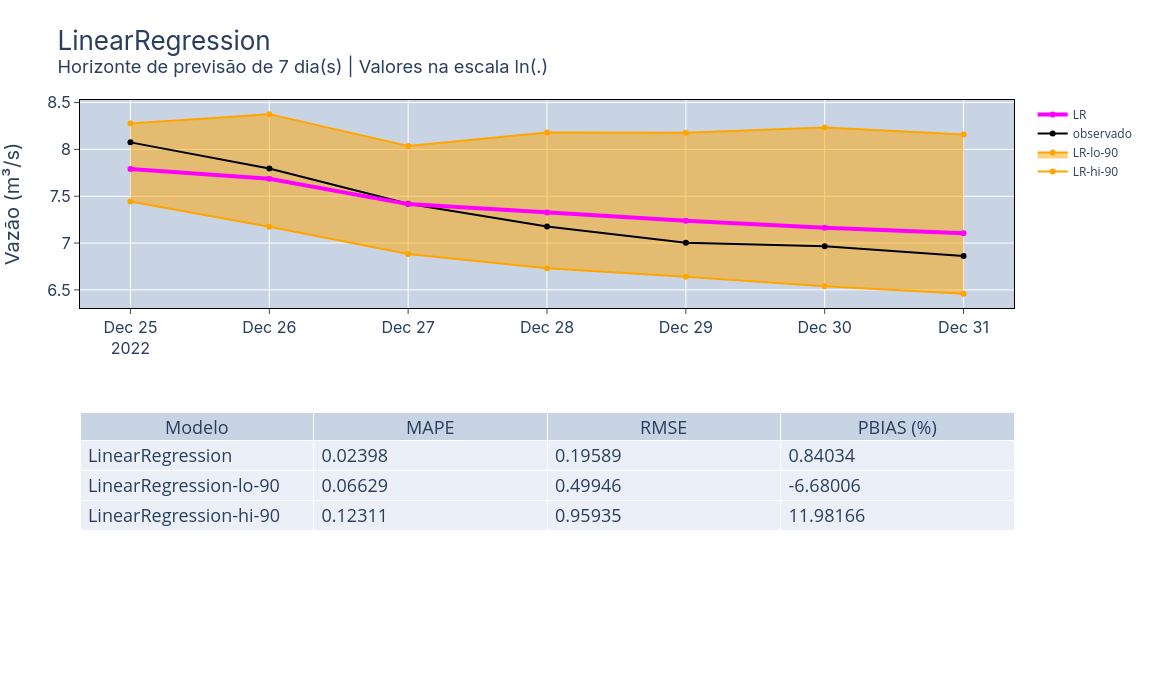 LinearRegression
Horizonte de previsão de 7 dia(s) | Valores na escala ln(.)
Vazão (m³/s)
8.5
8
7.5
7
6.5
Dec 25
2022
Dec 26
Dec 27
Dec 28
Dec 29
Dec 30
Dec 31
LR
observado
LR-lo-90
LR-hi-90
Modelo MAPE RMSE PBIAS (%)
LinearRegression 0.02398 0.19589 0.84034
LinearRegression-lo-90 0.06629 0.49946 -6.68006
LinearRegression-hi-90 0.12311 0.95935 11.98166